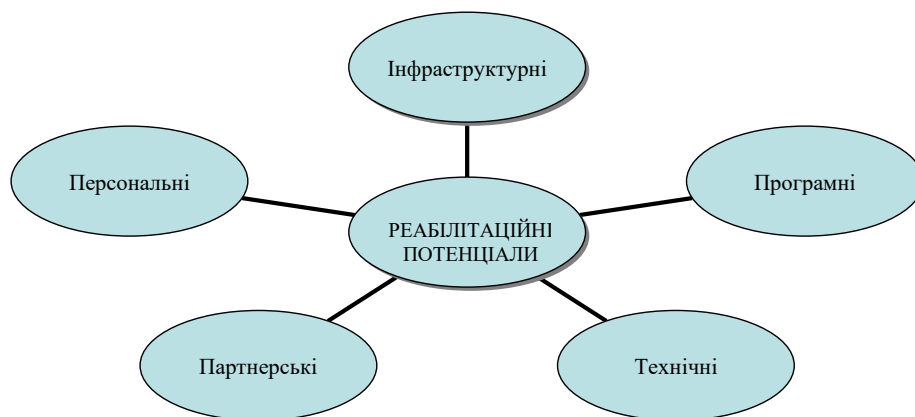 Інфраструктурні
Персональні
Програмні
РЕАБІЛІТАЦІЙНІ
ПОТЕНЦІАЛИ
Партнерські
Технічні